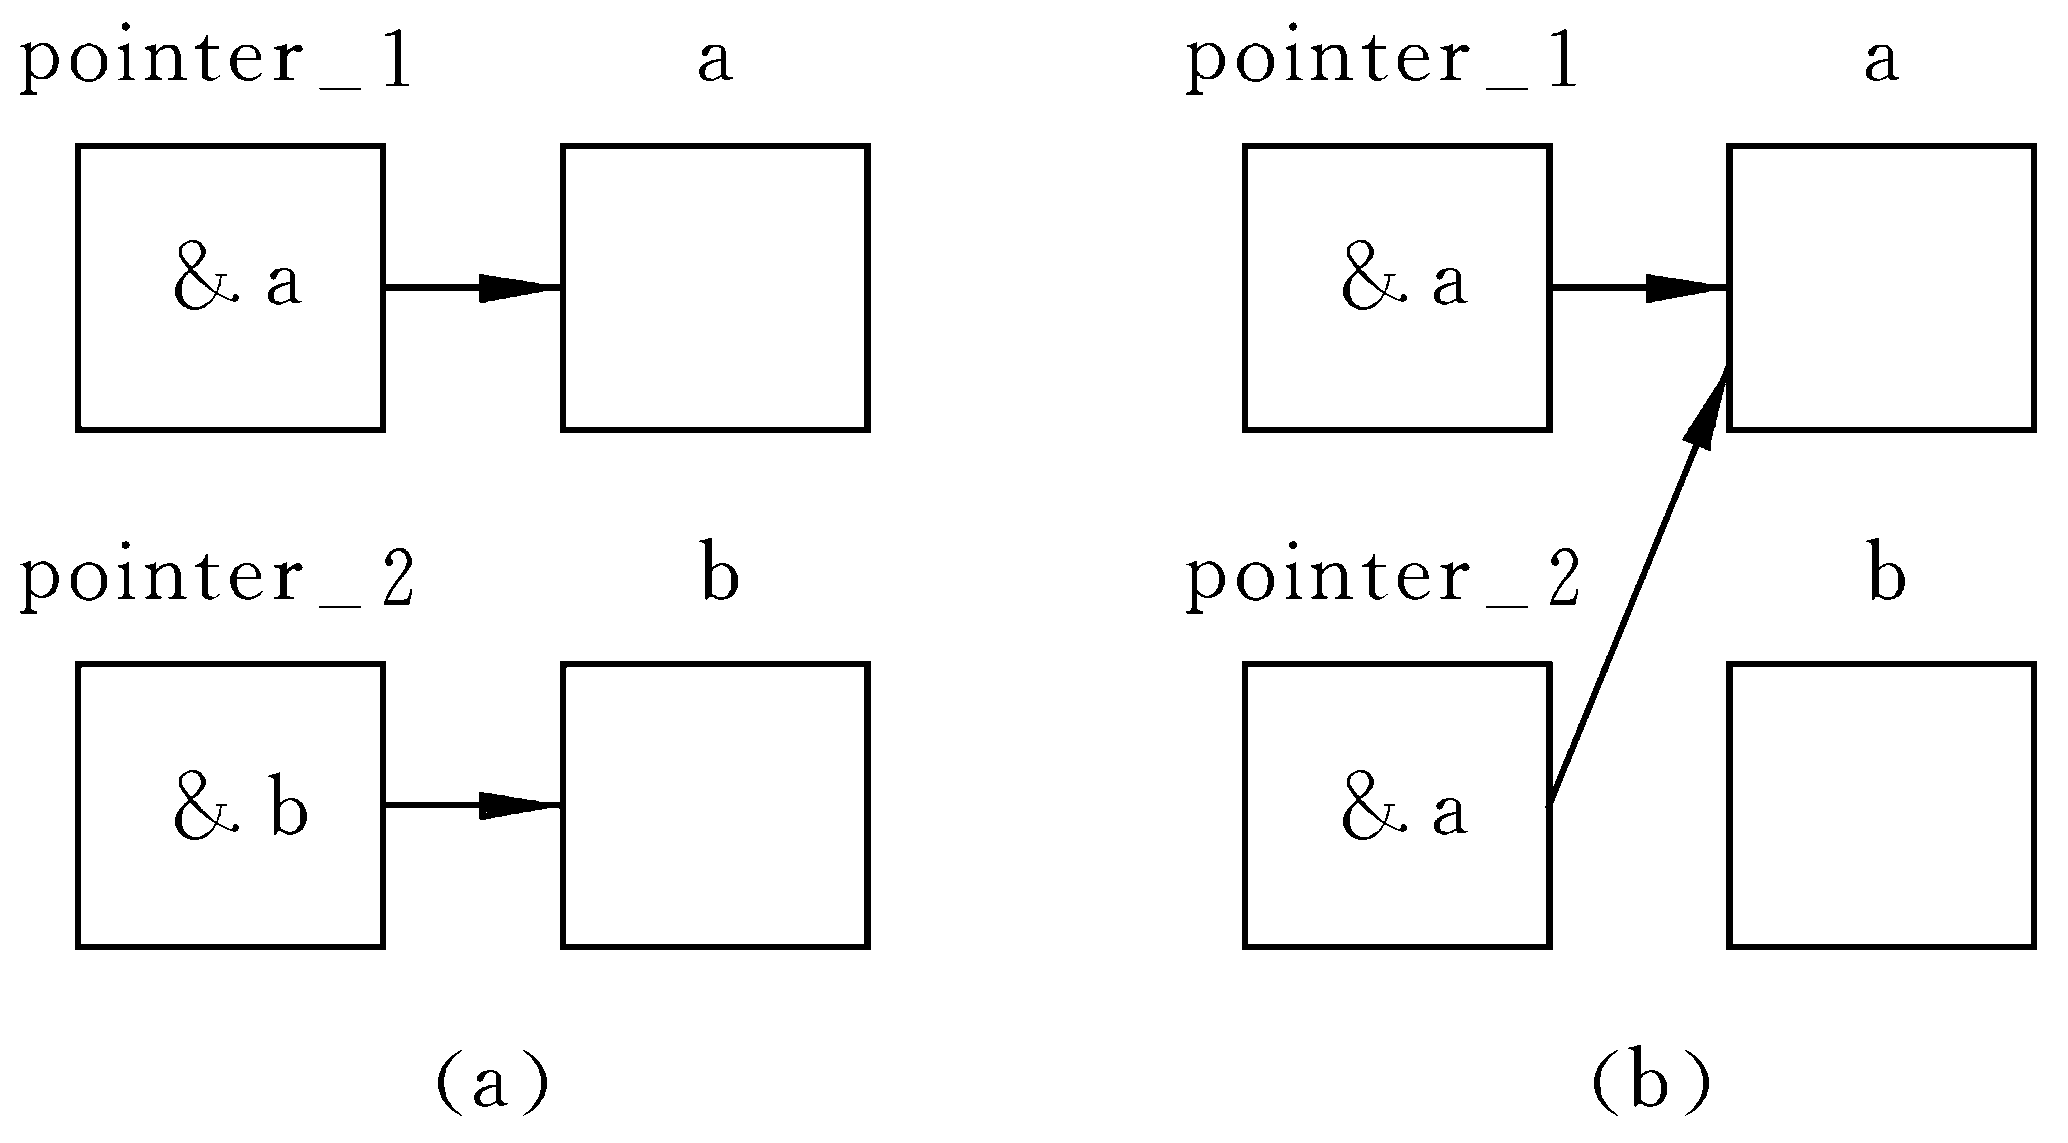 pointer_1 a pointer_1 a
& a & a
pointer_2 b pointer_2 b
& b & a
(a) (b)